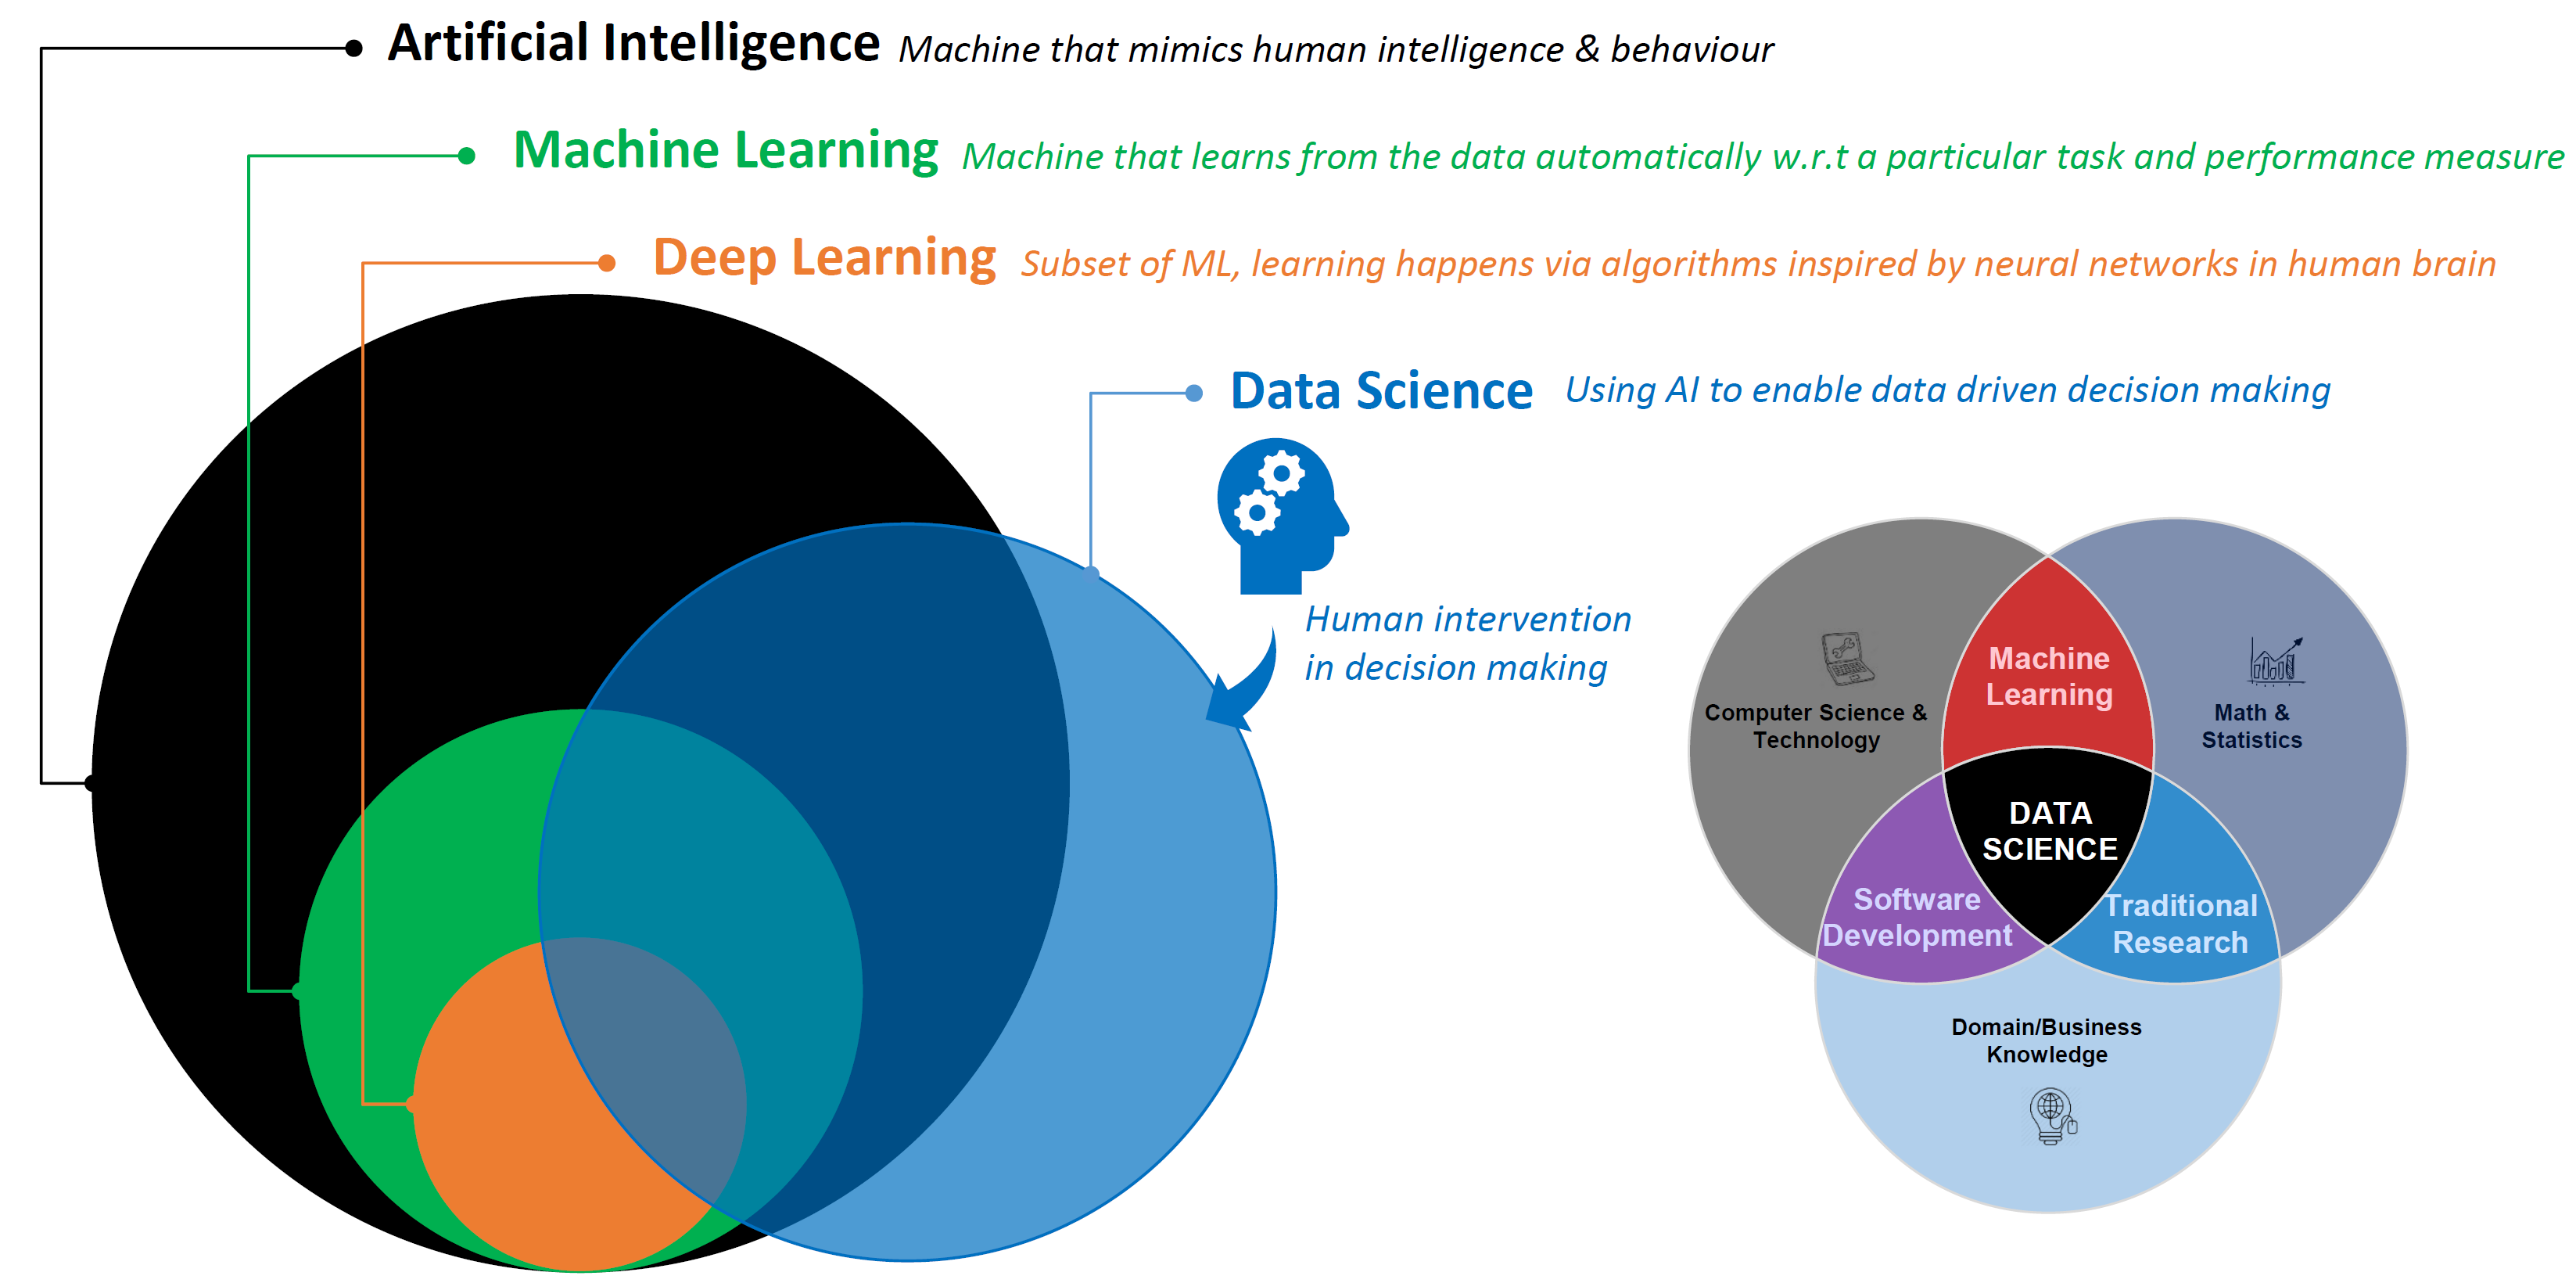 Artificial Intelligence Machine that mimics human intelligence & behaviour
Machine Learning Machine that learns from the data automatically w.r.t a particular task and performance measure
Deep Learning Subset of ML, learning happens via algorithms inspired by neural networks in human brain
Data Science Using AI to enable data driven decision making
Human intervention
in decision making
Computer Science &
Technology
Machine
Learning
Math &
Statistics
DATA
SCIENCE
Software
Development
Traditional
Research
Domain/Business
Knowledge